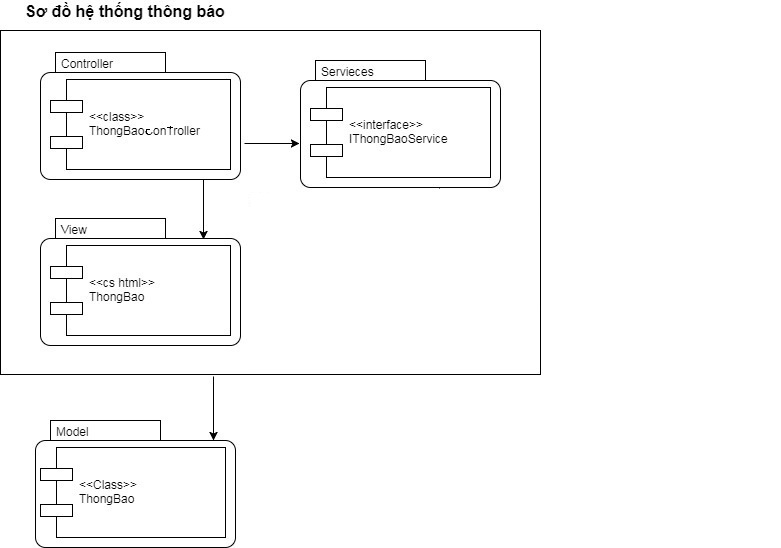 Sơ đồ hệ thống thông báo
Controller
<<class>>
ThongBaoconTroller
Servieces
<<interface>>
IThongBaoService
View
<<cs html>>
ThongBao
Model
<<Class>>
ThongBao